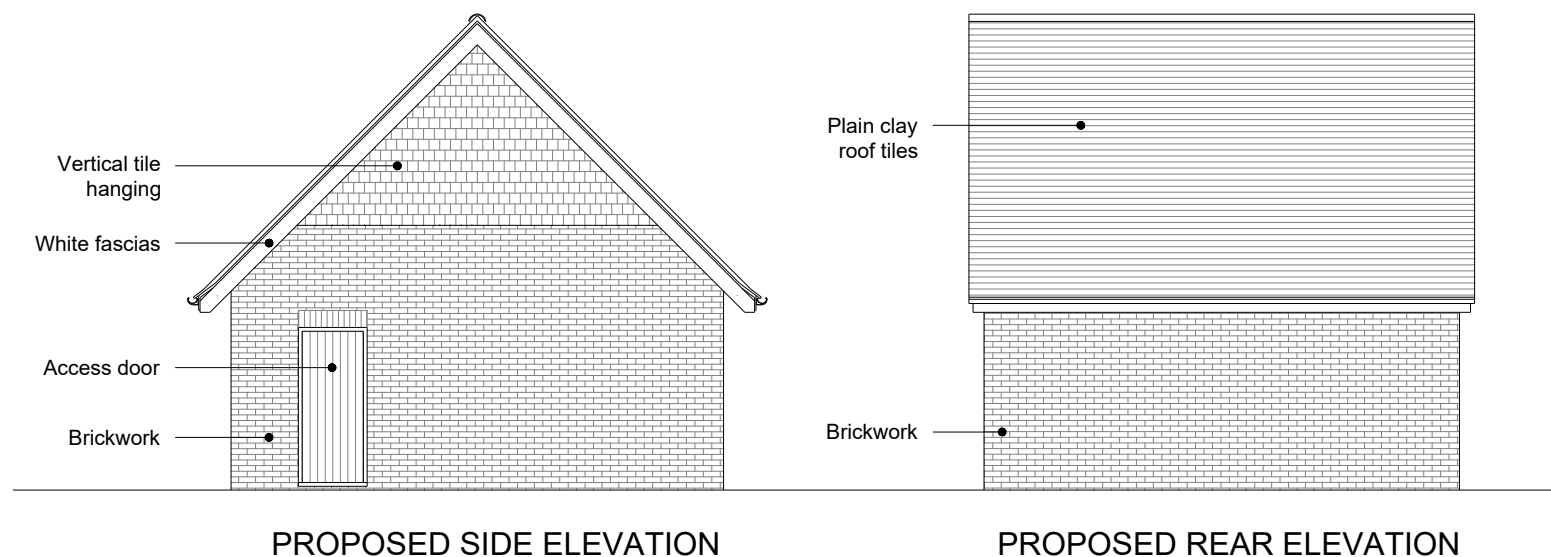 Vertical tile
hanging
White fascias
Access door
Brickwork
PROPOSED SIDE ELEVATION
Plain clay
roof tiles
Brickwork
PROPOSED REAR ELEVATION